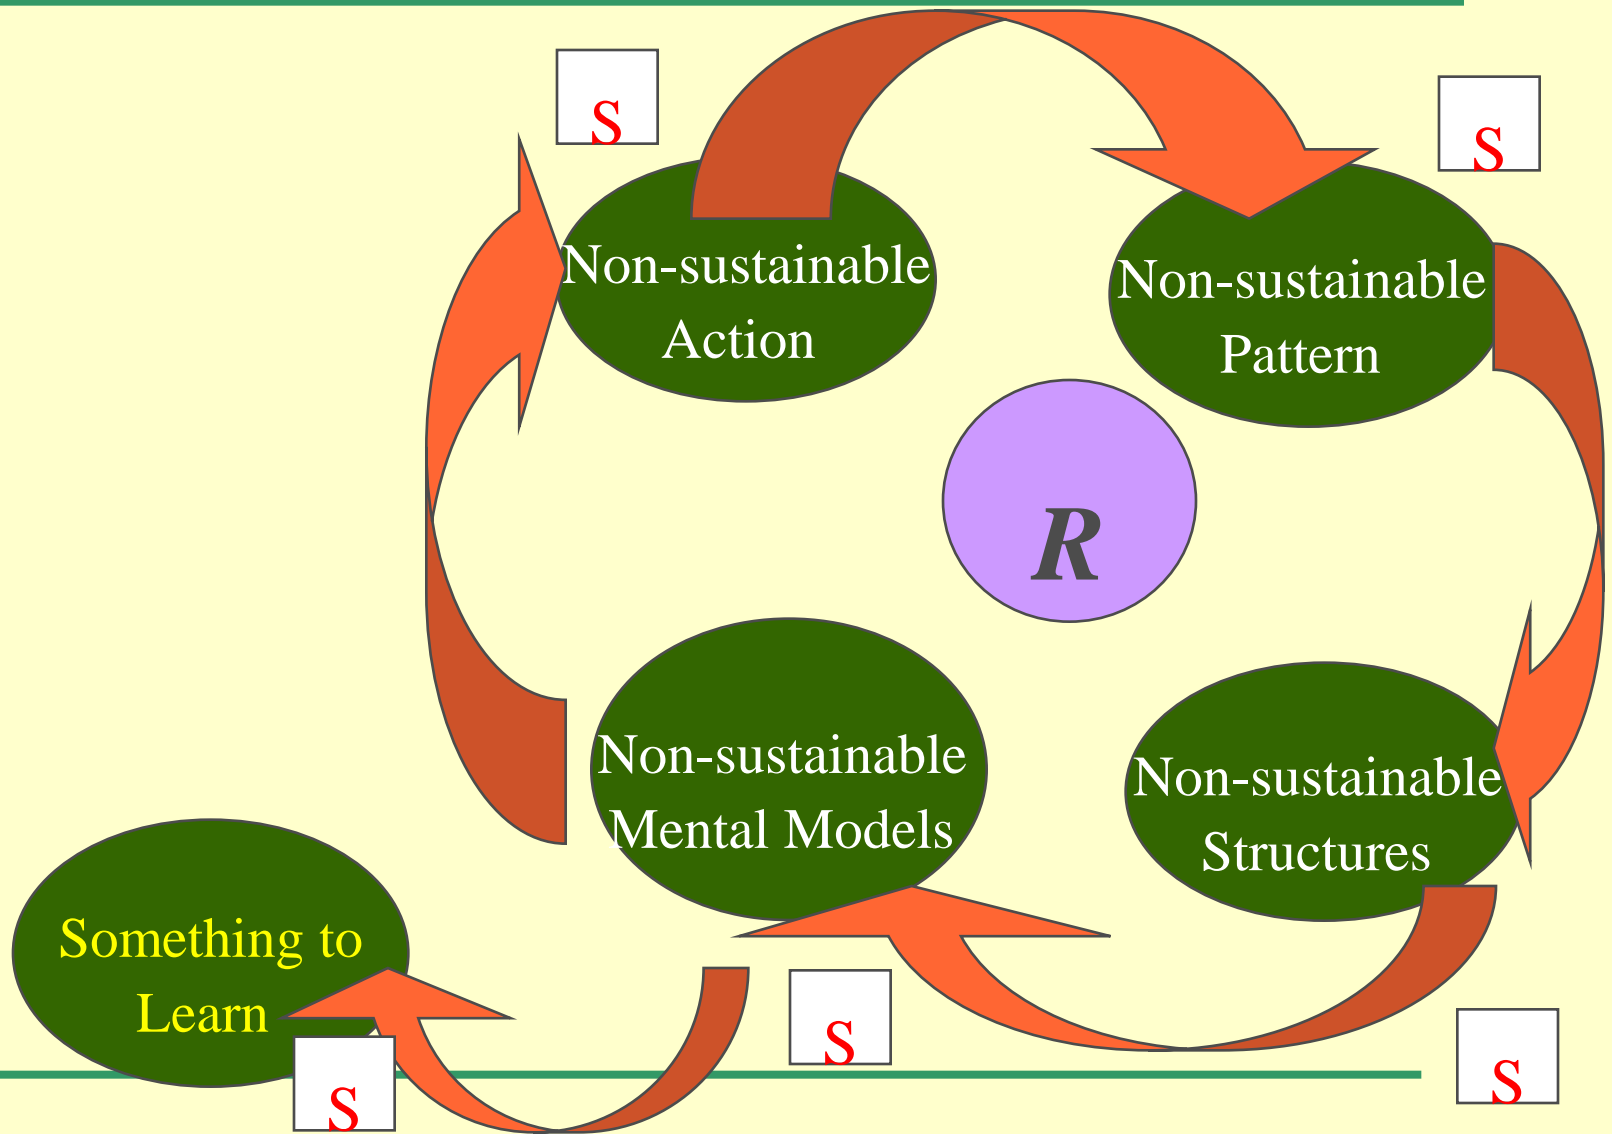 S
S
Non-sustainable
Action
Non-sustainable
Pattern
R
Non-sustainable
Mental Models
Non-sustainable
Structures
Something to
Learn
S
S
S